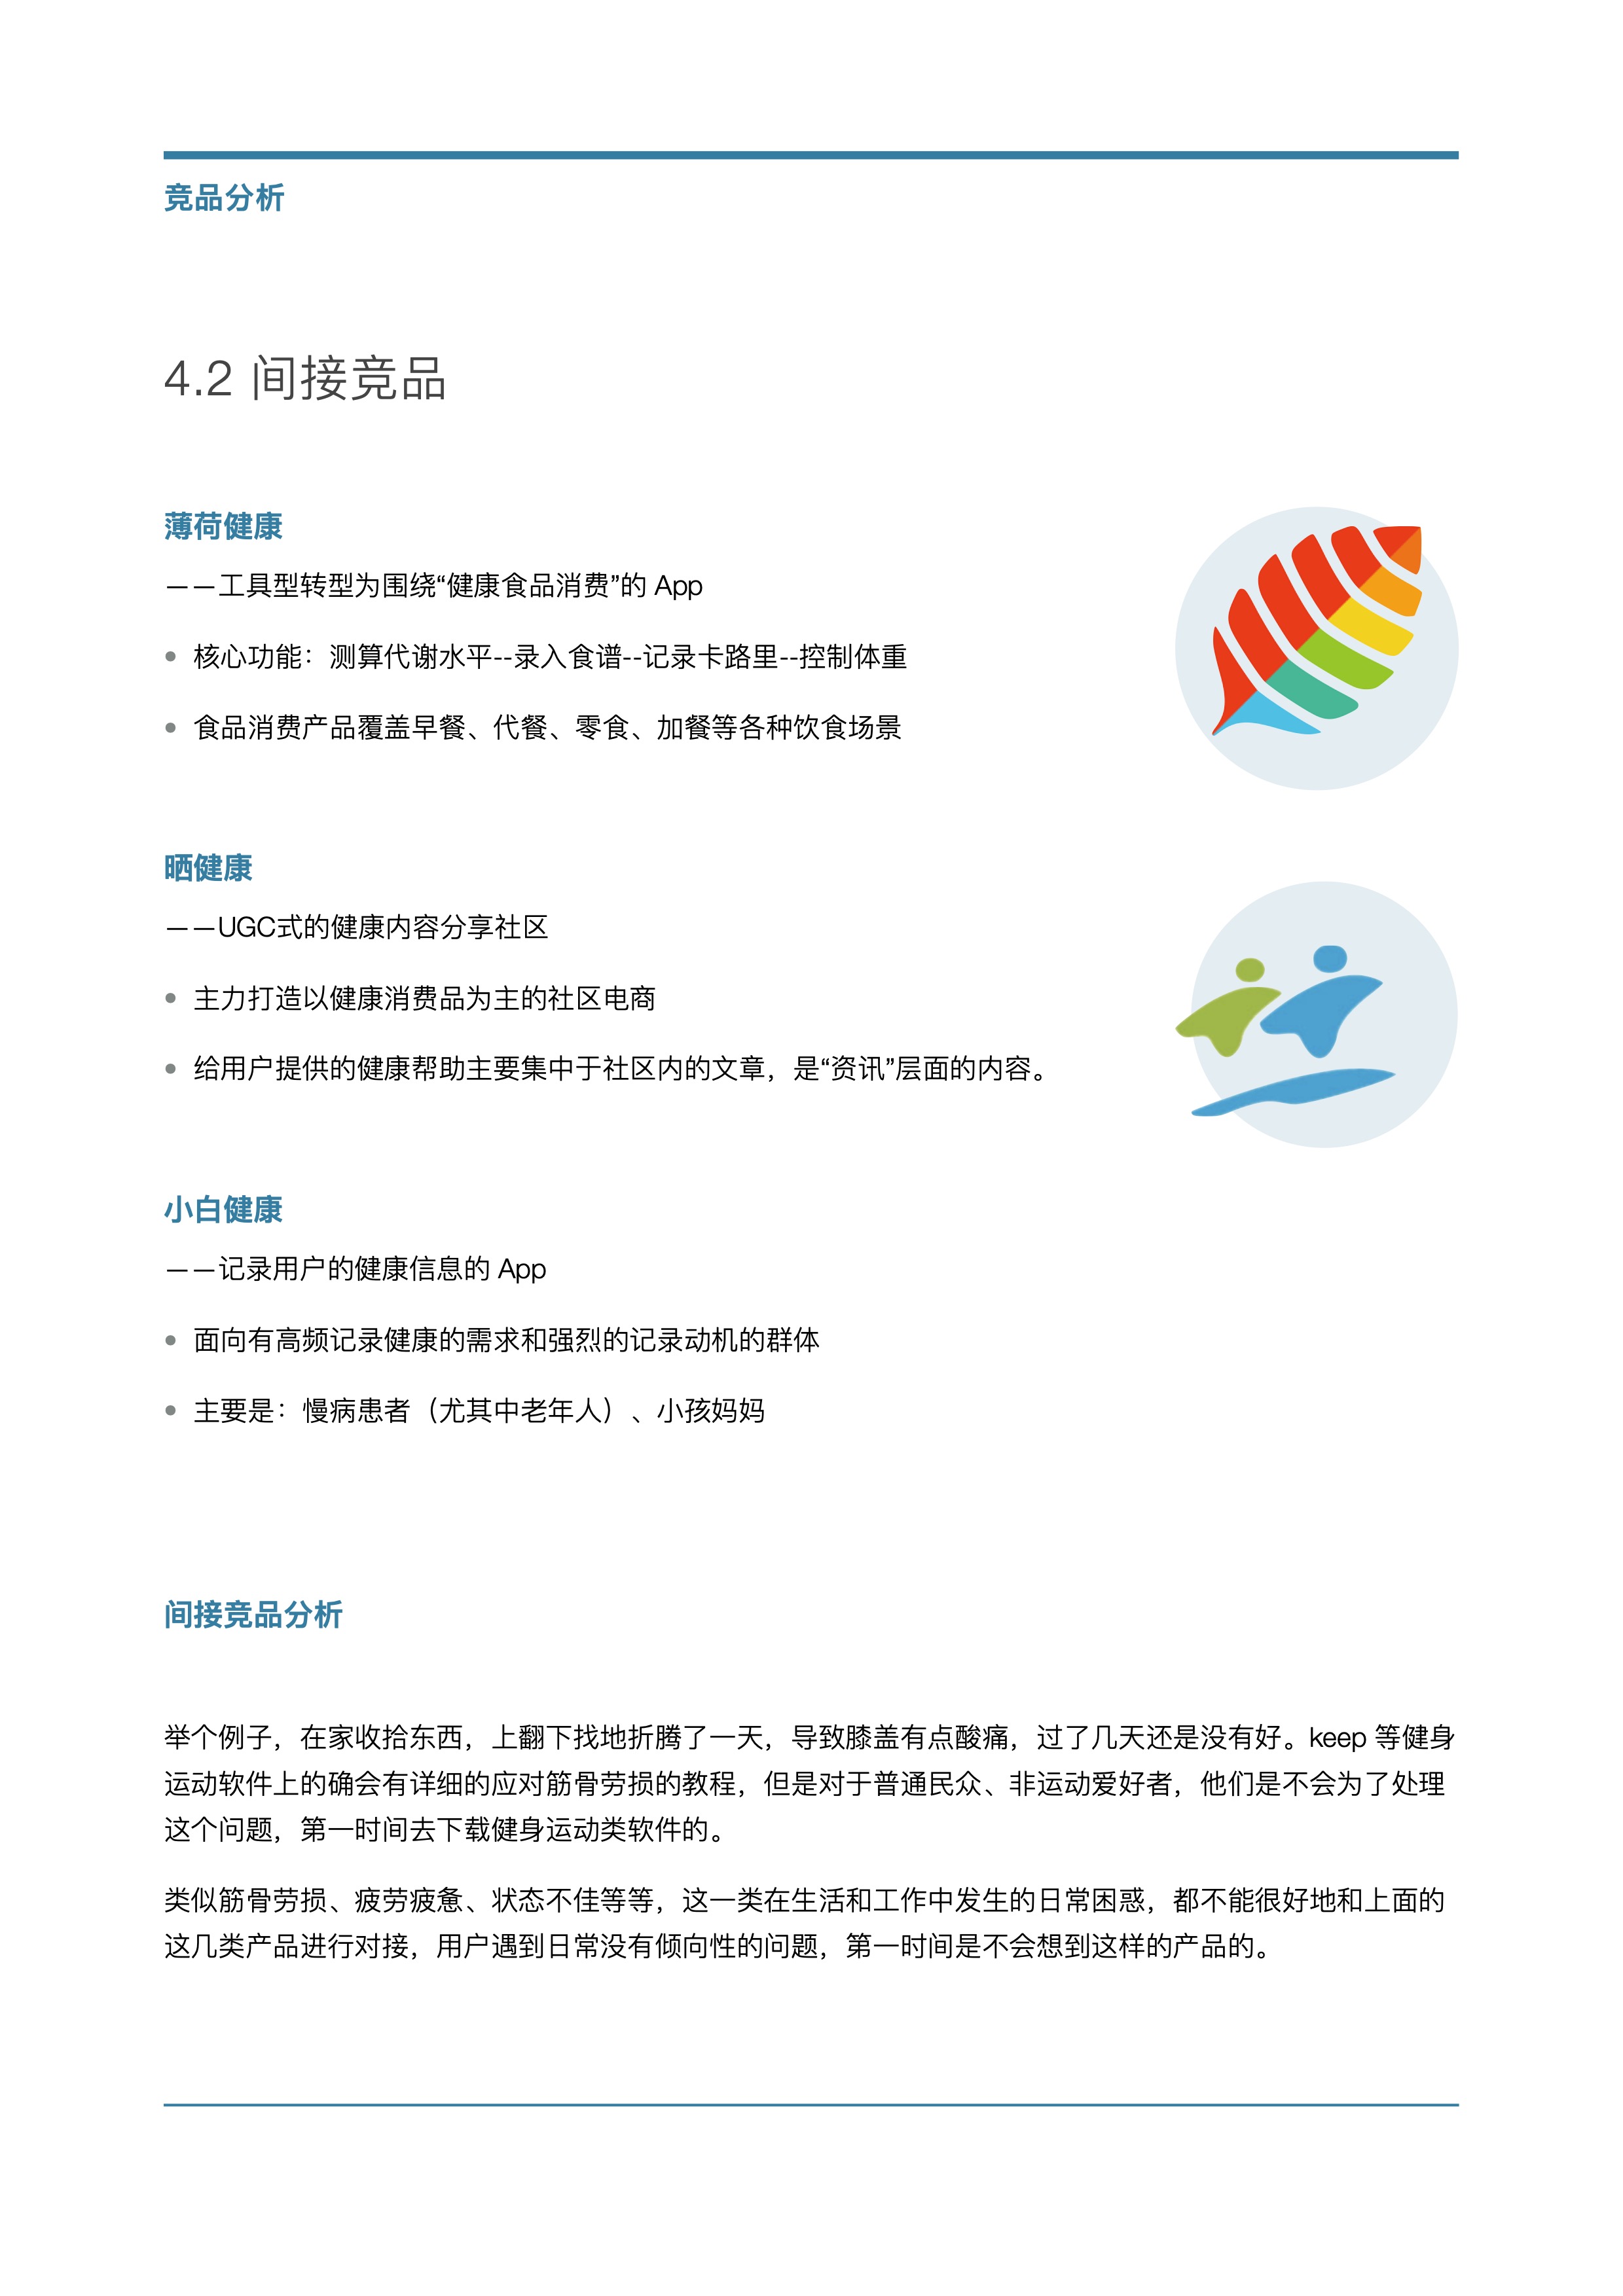 竞品分析
4.2 间接竞品
薄荷健康
——工具型转型为围绕“健康食品消费”的 App
• 核心功能：测算代谢水平--录入食谱--记录卡路里--控制体重
• 食品消费产品覆盖早餐、代餐、零食、加餐等各种饮食场景
晒健康
——UGC式的健康内容分享社区
• 主力打造以健康消费品为主的社区电商
• 给用户提供的健康帮助主要集中于社区内的文章，是“资讯”层面的内容。
小白健康
——记录用户的健康信息的 App
• 面向有高频记录健康的需求和强烈的记录动机的群体
• 主要是：慢病患者（尤其中老年人）、小孩妈妈
间接竞品分析
举个例子，在家收拾东西，上翻下找地折腾了一天，导致膝盖有点酸痛，过了几天还是没有好。keep 等健身
运动软件上的确会有详细的应对筋骨劳损的教程，但是对于普通民众、非运动爱好者，他们是不会为了处理
这个问题，第一时间去下载健身运动类软件的。
类似筋骨劳损、疲劳疲惫、状态不佳等等，这一类在生活和工作中发生的日常困惑，都不能很好地和上面的
这几类产品进行对接，用户遇到日常没有倾向性的问题，第一时间是不会想到这样的产品的。